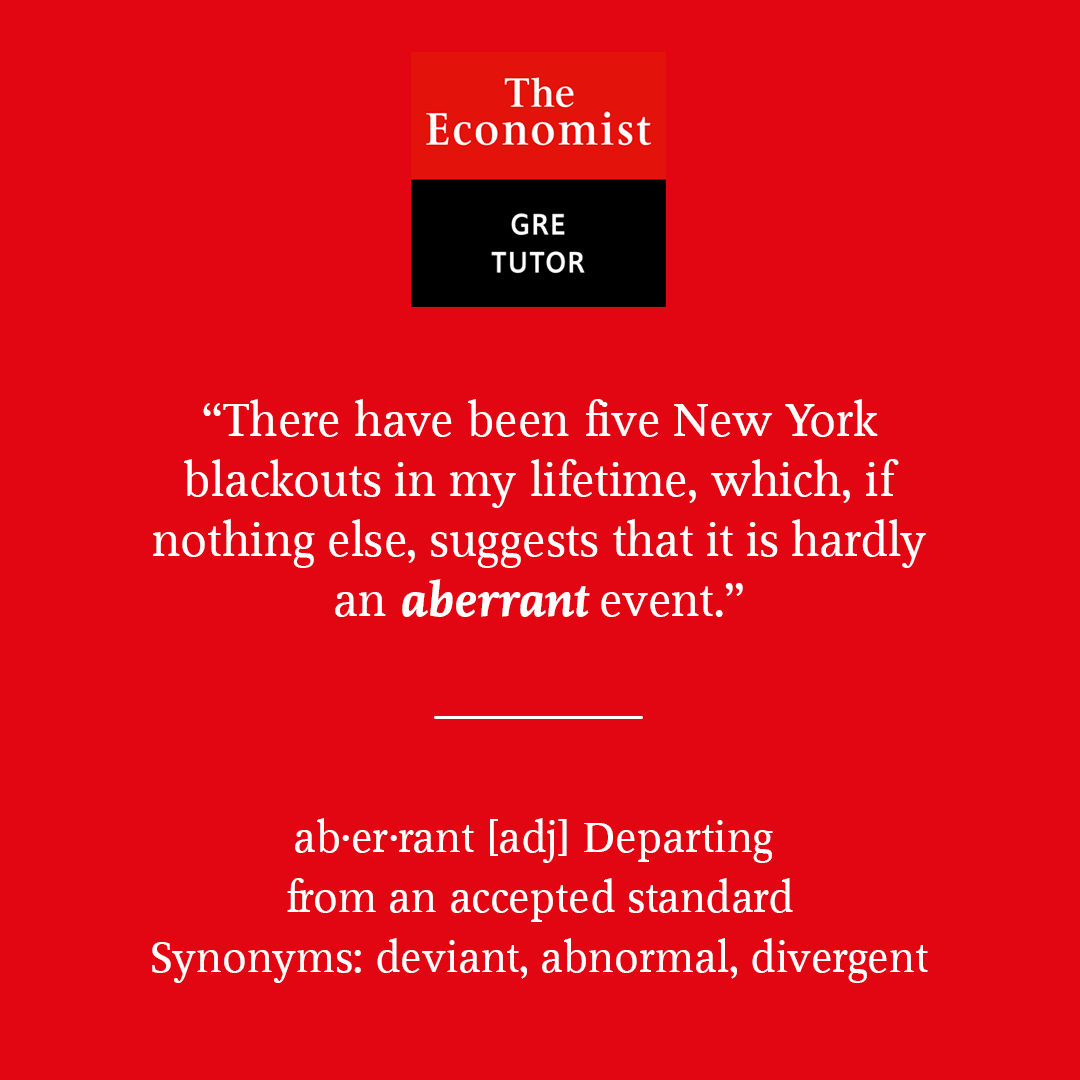 The
Economist
GRE
TUTOR
“There have been five New York
blackouts in my lifetime, which, if
nothing else, suggests that it is hardly
an aberrant event.”
ab·er·rant [adj] Departing
from an accepted standard
Synonyms: deviant, abnormal, divergent